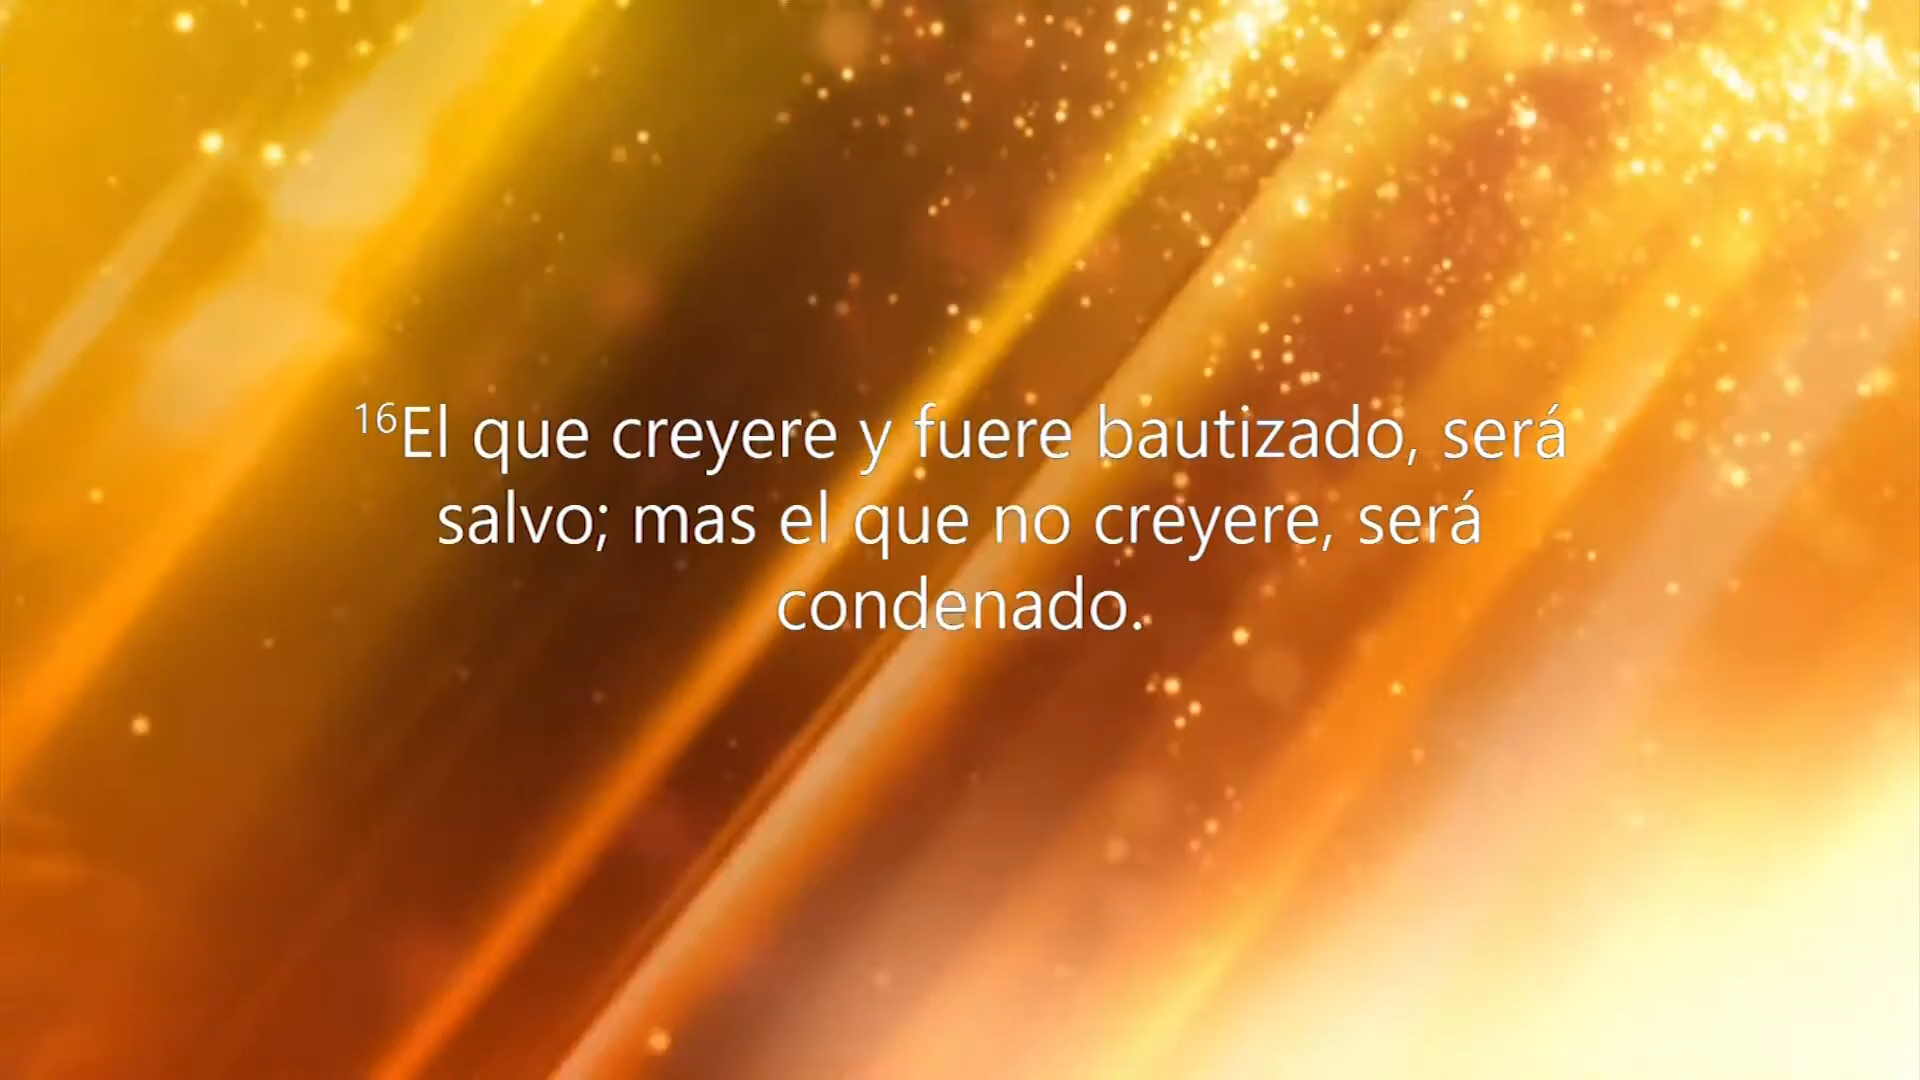 ¹⁶El que creyere y fuere bautizado, será
salvo; mas el que no creyere, será
condenado.